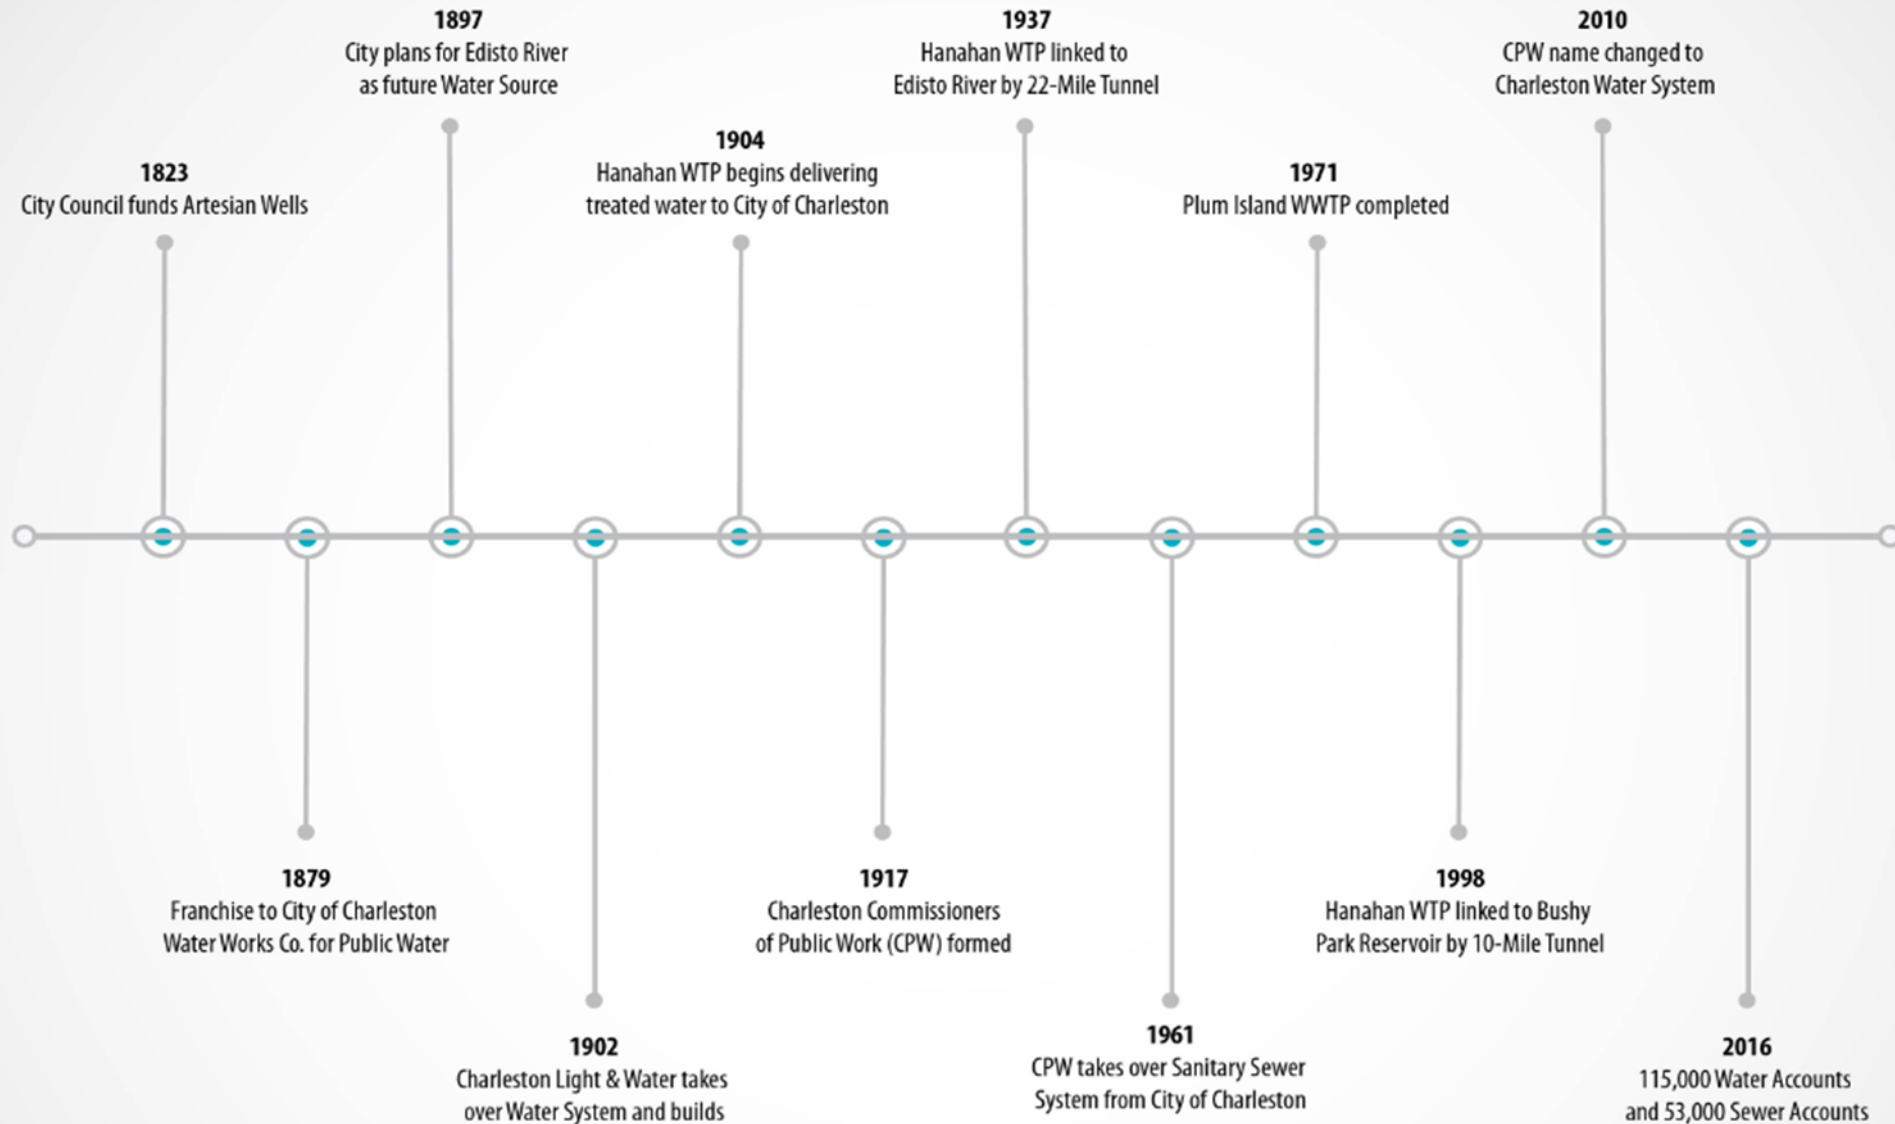 1823
City Council funds Artesian Wells
1879
Franchise to City of Charleston
Water Works Co. for Public Water
1897
City plans for Edisto River
as future Water Source
1902
Charleston Light & Water takes
over Water System and builds
1904
Hanahan WTP begins delivering
treated water to City of Charleston
1917
Charleston Commissioners
of Public Work (CPW) formed
1937
Hanahan WTP linked to
Edisto River by 22-Mile Tunnel
1961
CPW takes over Sanitary Sewer
System from City of Charleston
1971
Plum Island WWTP completed
1998
Hanahan WTP linked to Bushy
Park Reservoir by 10-Mile Tunnel
2010
CPW name changed to
Charleston Water System
2016
115,000 Water Accounts
and 53,000 Sewer Accounts